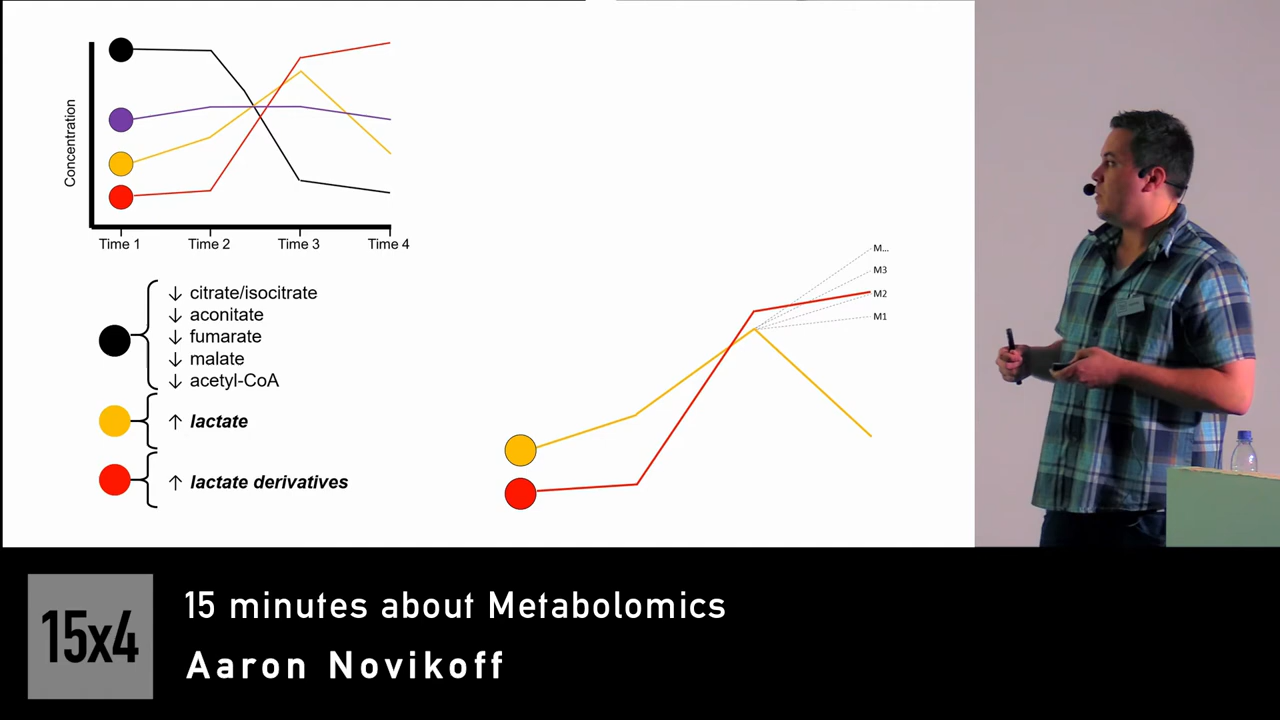 Concentration
Time 1
Time 2
Time 3
Time 4
↓ citrate/isocitrate
↓ aconitate
↓ fumarate
↓ malate
↓ acetyl-CoA
↑ lactate
↑ lactate derivatives
M...
M3
M2
M1
15x4
15 minutes about Metabolomics
Aaron Novikoff